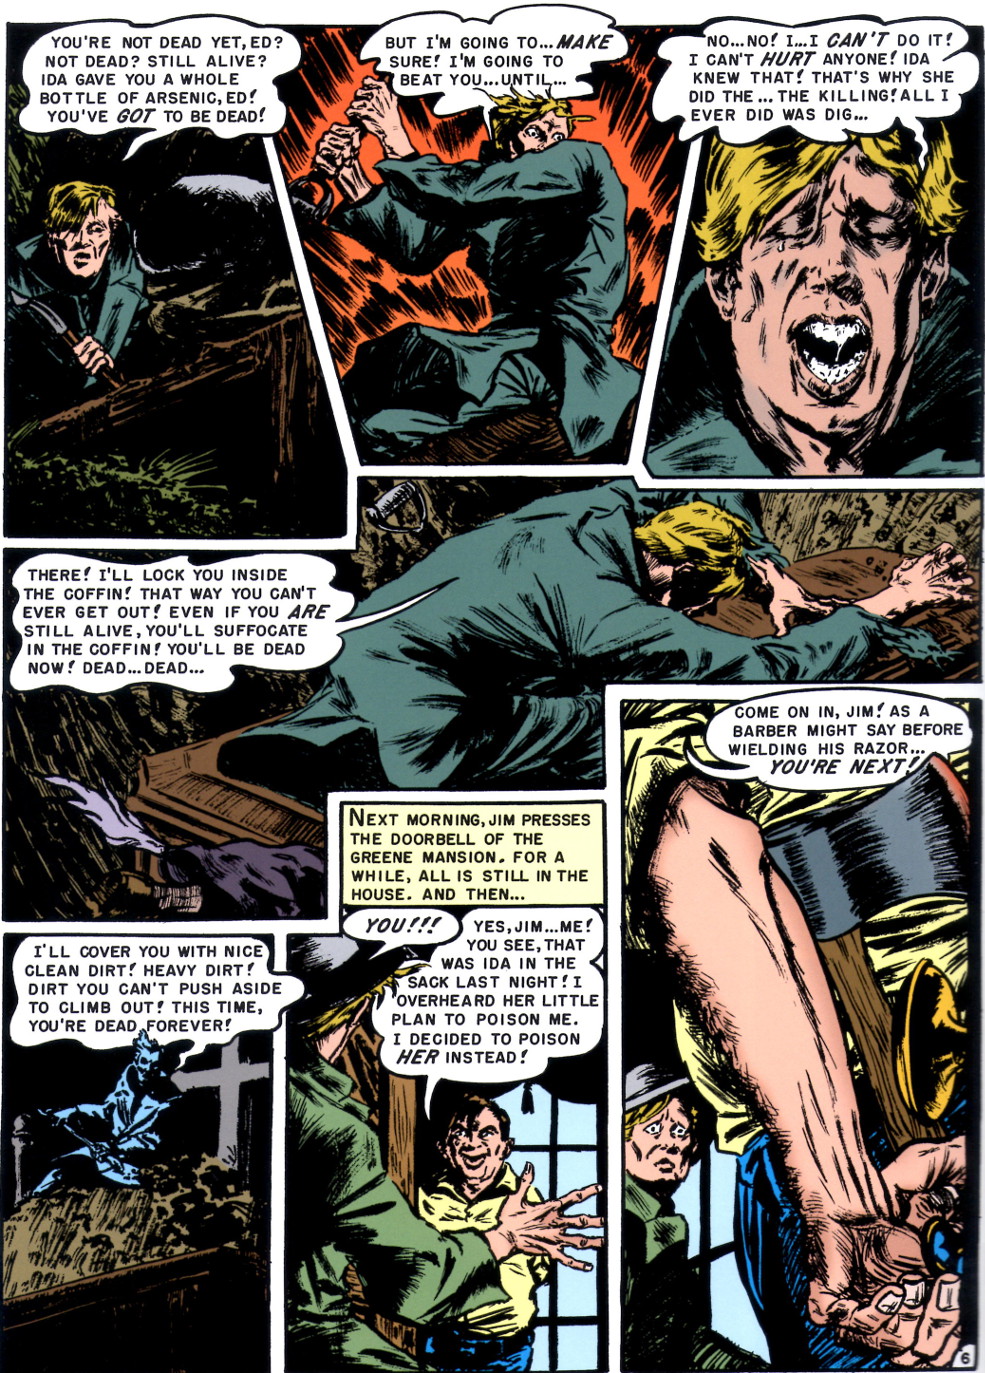 YOU'RE NOT DEAD YET, ED?
NOT DEAD? STILL ALIVE?
IDA GAVE YOU A WHOLE
BOTTLE OF ARSENIC, ED!
YOU'VE GOT TO BE DEAD!
BUT I'M GOING TO... MAKE
SURE! I'M GOING TO
BEAT YOU... UNTIL...
NO...NO! I...I CAN'T DO IT!
I CAN'T HURT ANYONE! IDA
KNEW THAT! THAT'S WHY SHE
DID THE... THE KILLING! ALL I
EVER DID WAS DIG...
THERE! I'LL LOCK YOU INSIDE
THE COFFIN! THAT WAY YOU CAN'T
EVER GET OUT! EVEN IF YOU ARE
STILL ALIVE, YOU'LL SUFFOCATE
IN THE COFFIN! YOU'LL BE DEAD
NOW! DEAD...DEAD...
I'LL COVER YOU WITH NICE
CLEAN DIRT! HEAVY DIRT!
DIRT YOU CAN'T PUSH ASIDE
TO CLIMB OUT! THIS TIME,
YOU'RE DEAD FOREVER!
NEXT MORNING, JIM PRESSES
THE DOORBELL OF THE
GREENE MANSION. FOR A
WHILE, ALL IS STILL IN THE
HOUSE. AND THEN...
YOU!!!
YES, JIM...ME!
YOU SEE, THAT
WAS IDA IN THE
SACK LAST NIGHT! I
OVERHEARD HER LITTLE
PLAN TO POISON ME.
I DECIDED TO POISON
HER INSTEAD!
COME ON IN, JIM! AS A
BARBER MIGHT SAY BEFORE
WIELDING HIS RAZOR...
YOU'RE NEXT!
6